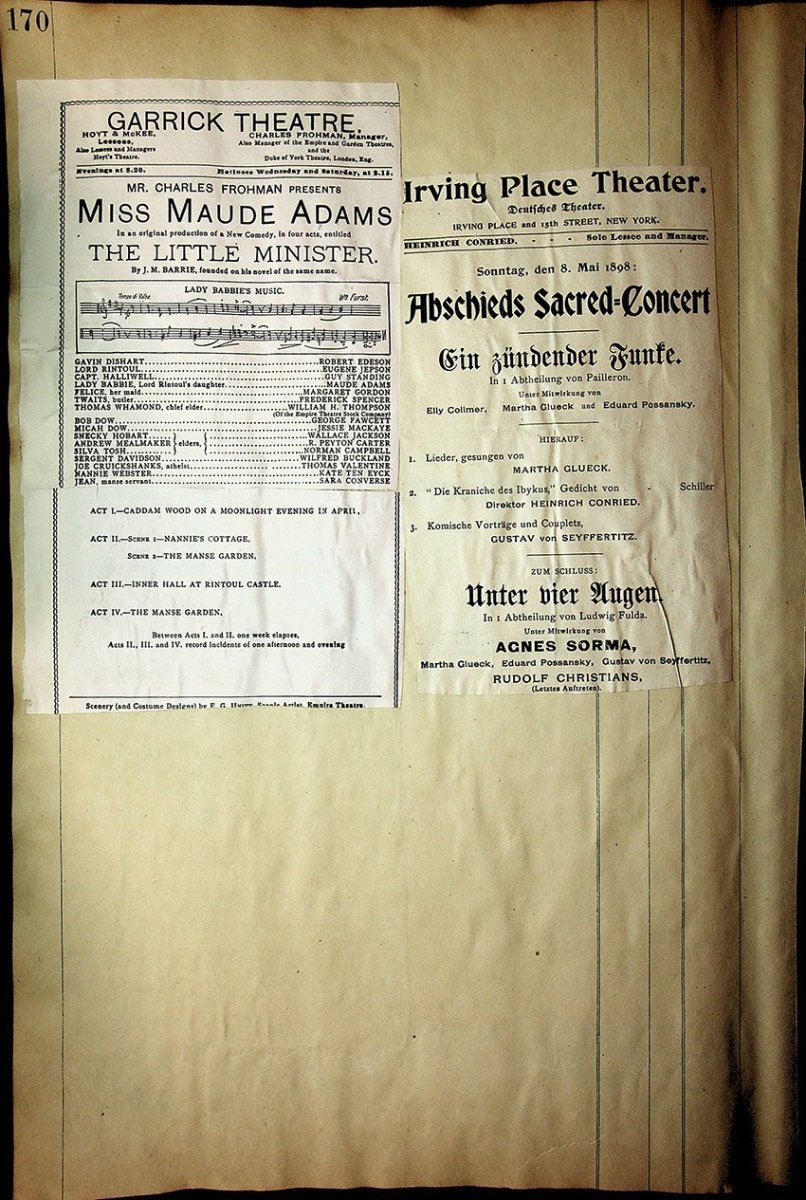 170
GARRICK THEATRE.
HOYT & McKEE,
Lessees,
Also Lessees and Managers
Hoyt's Theatre.
CHARLES FROHMAN, Manager,
Also Manager of the Empire and Garden Theatres,
and the
Duke of York Theatre, London, Eng.
Evenings at 8.20. Matinees Wednesday and Saturday, at 2.15.
MR. CHARLES FROHMAN PRESENTS
MISS MAUDE ADAMS
In an original production of a New Comedy, in four acts, entitled
THE LITTLE MINISTER.
By J. M. BARRIE, founded on his novel of the same name.
LADY BABBIE'S MUSIC.
Tempo di Valse. Wm Furst.
GAVIN DISHART ROBERT EDESON
LORD RINTOUL EUGENE JEPSON
CAPT. HALLIWELL GUY STANDING
LADY BABBIE, Lord Rintoul's daughter MAUDE ADAMS
FELICE, her maid MARGARET GORDON
TWAITS, butler FREDERICK SPENCER
THOMAS WHAMOND, chief elder WILLIAM H. THOMPSON
(Of the Empire Theatre Stock Company)
BOB DOW GEORGE FAWCETT
MICAH DOW JESSIE MACKAYE
SNECKY HOBART WALLACE JACKSON
ANDREW MEALMAKER elders, R. PEYTON CARTER
SILVA TOSH NORMAN CAMPBELL
SERGENT DAVIDSON WILFRED BUCKLAND
JOE CRUICKSHANKS, atheist THOMAS VALENTINE
NANNIE WEBSTER KATE TEN EYCK
JEAN, manse servant SARA CONVERSE
ACT I.—CADDAM WOOD ON A MOONLIGHT EVENING IN APRIL.
ACT II.—SCENE 1—NANNIE'S COTTAGE.
SCENE 2—THE MANSE GARDEN.
ACT III.—INNER HALL AT RINTOUL CASTLE.
ACT IV.—THE MANSE GARDEN.
Between Acts I. and II. one week elapses.
Acts II., III. and IV. record incidents of one afternoon and evening
Scenery (and Costume Designs) by E. G. UNITT, Scenic Artist, Empire Theatre.
Irving Place Theater.
Deutsches Theater.
IRVING PLACE and 15th STREET, NEW YORK.
HEINRICH CONRIED. - - - Sole Lessee and Manager.
Sonntag, den 8. Mai 1898:
Abschieds Sacred-Concert
Ein zündender Funke.
In 1 Abtheilung von Pailleron.
Unter Mitwirkung von
Elly Collmer, Martha Glueck und Eduard Possansky.
HIERAUF:
1. Lieder, gesungen von
MARTHA GLUECK.
2. "Die Kraniche des Ibykus," Gedicht von - Schiller
Direktor HEINRICH CONRIED.
3. Komische Vorträge und Couplets,
GUSTAV von SEYFFERTITZ.
ZUM SCHLUSS:
Unter vier Augen.
In 1 Abtheilung von Ludwig Fulda.
Unter Mitwirkung von
AGNES SORMA,
Martha Glueck, Eduard Possansky, Gustav von Seyffertitz,
RUDOLF CHRISTIANS,
(Letztes Auftreten).